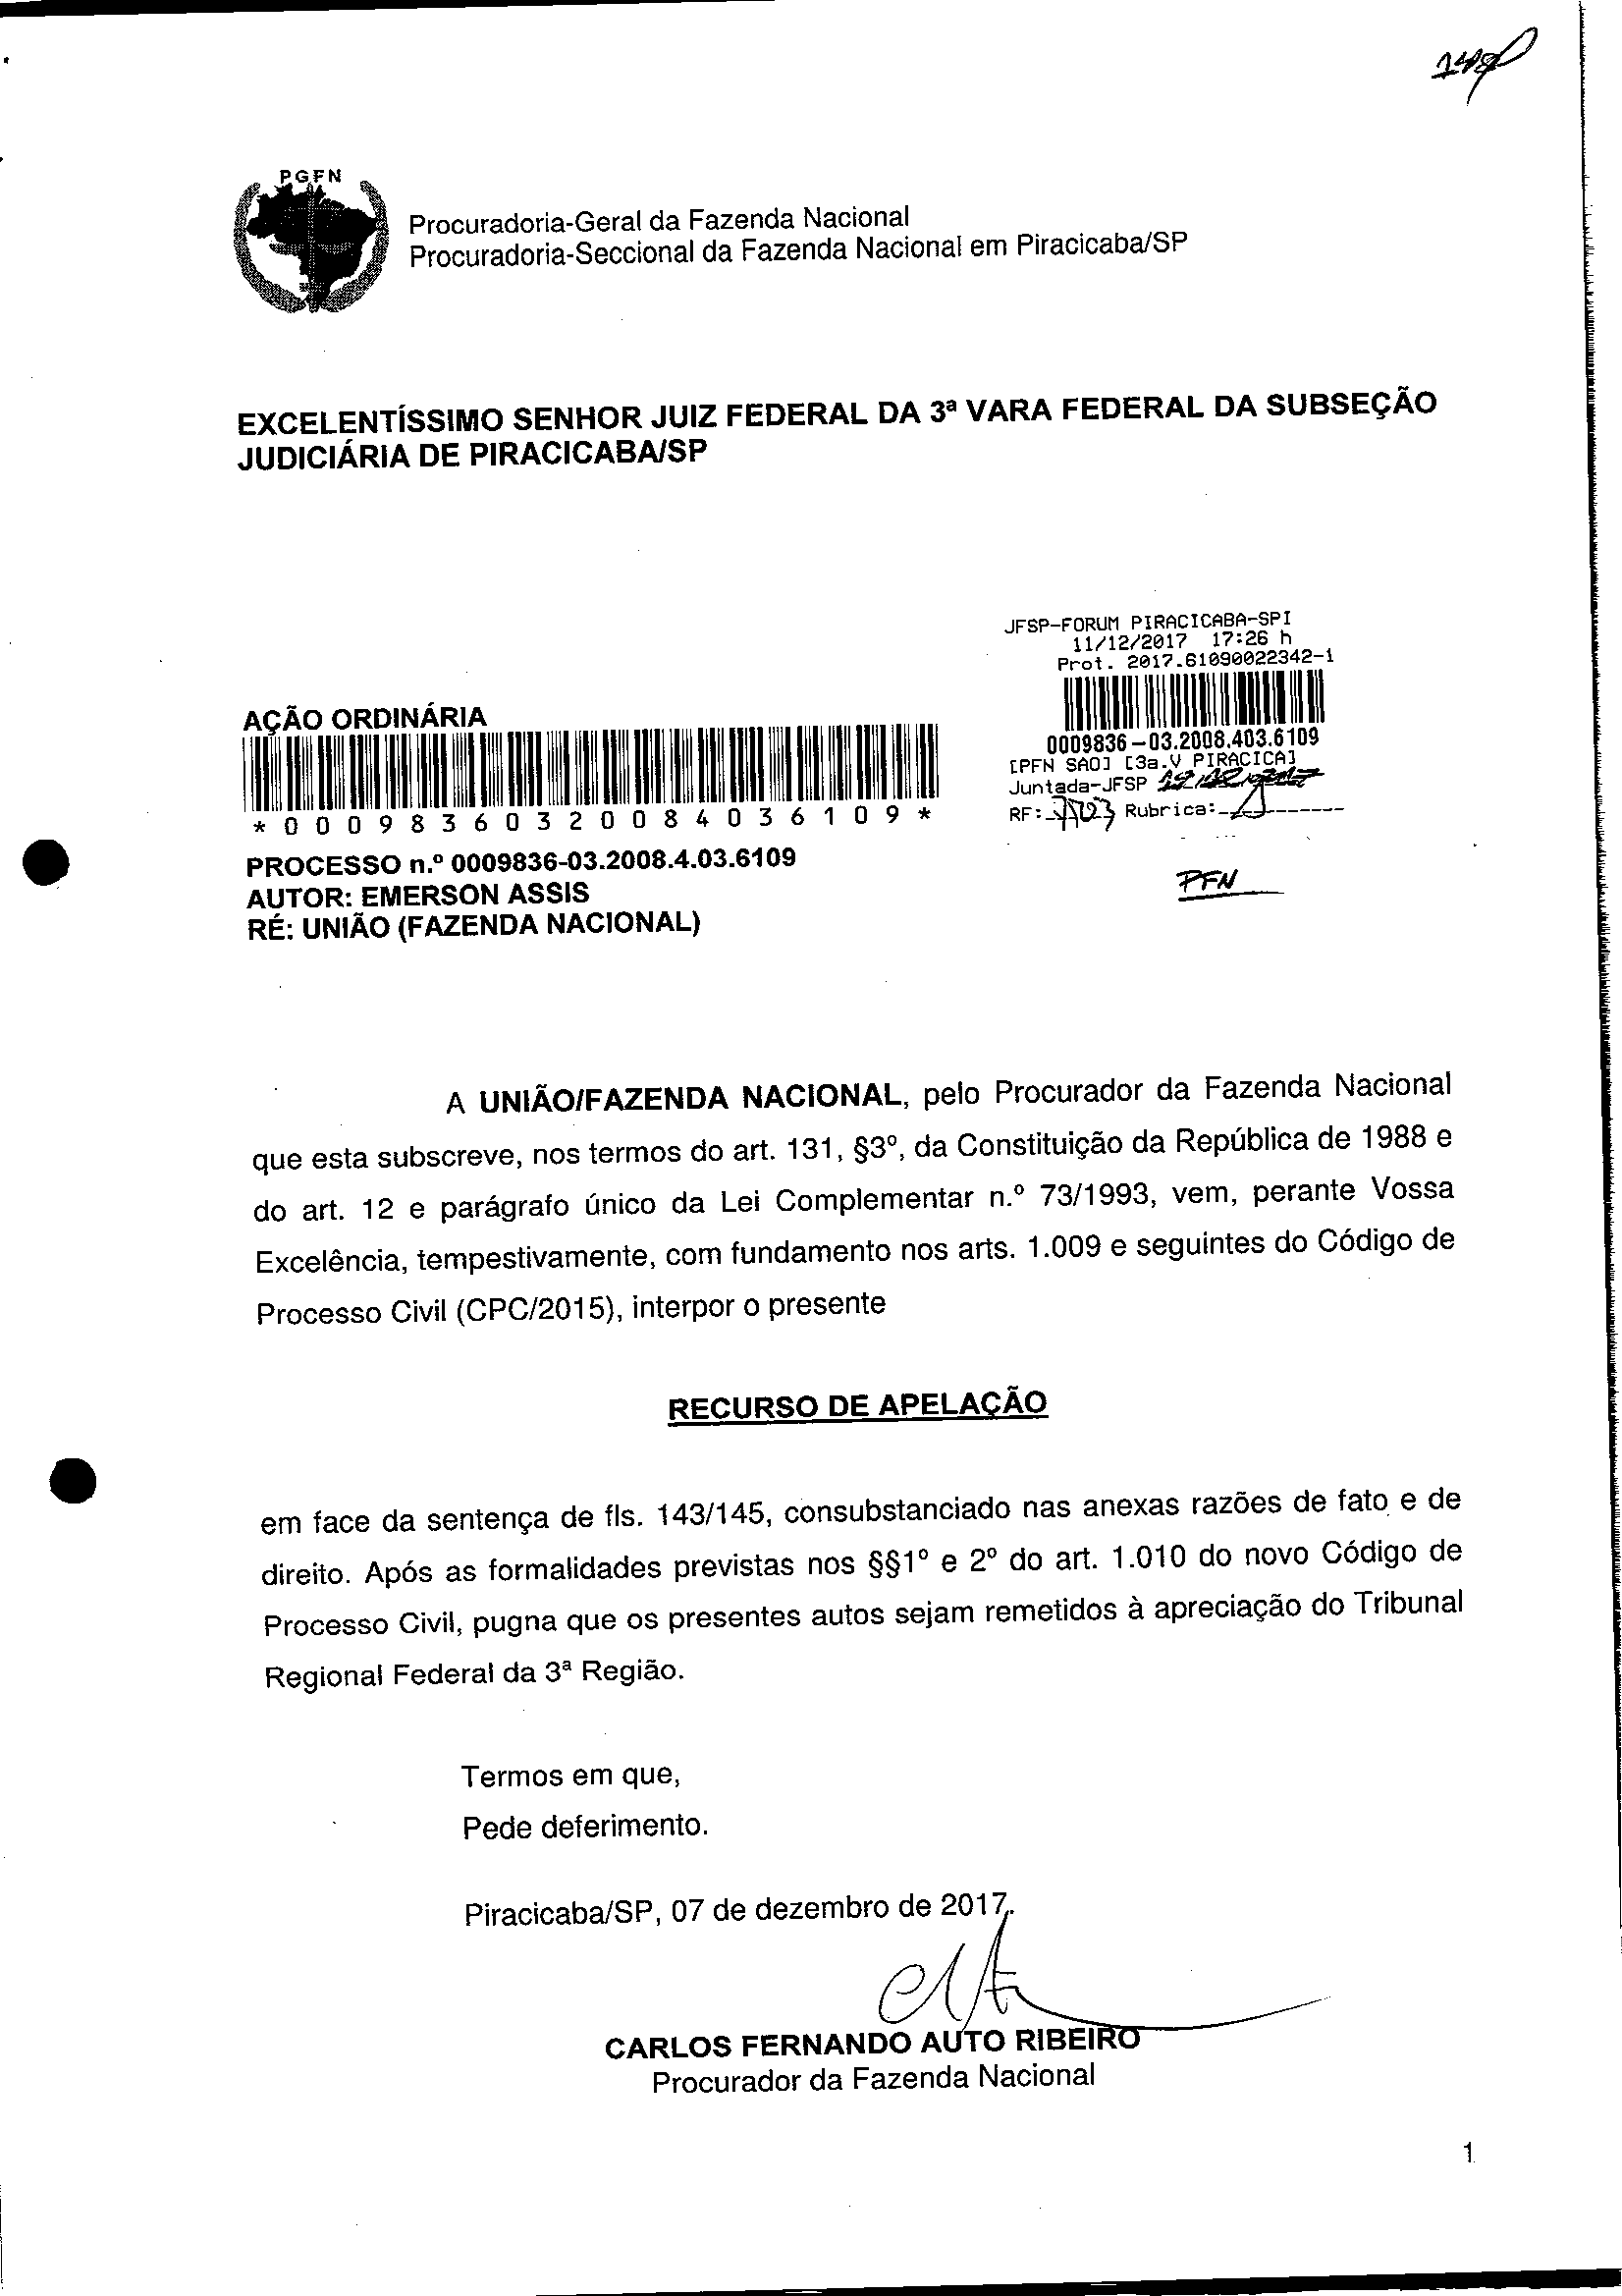 148
PGFN
Procuradoria-Geral da Fazenda Nacional
Procuradoria-Seccional da Fazenda Nacional em Piracicaba/SP
EXCELENTÍSSIMO SENHOR JUIZ FEDERAL DA 3ª VARA FEDERAL DA SUBSEÇÃO
JUDICIÁRIA DE PIRACICABA/SP
JFSP-FORUM PIRACICABA-SPI
11/12/2017 17:26 h
Prot. 2017.61090022342-1
0009836-03.2008.403.6109
[PFN SAO] [3a.V PIRACICA]
Juntada-JFSP
RF: Rubrica:
PFN
AÇÃO ORDINÁRIA
* 0 0 0 9 8 3 6 0 3 2 0 0 8 4 0 3 6 1 0 9 *
PROCESSO n.º 0009836-03.2008.4.03.6109
AUTOR: EMERSON ASSIS
RÉ: UNIÃO (FAZENDA NACIONAL)
A UNIÃO/FAZENDA NACIONAL, pelo Procurador da Fazenda Nacional
que esta subscreve, nos termos do art. 131, §3º, da Constituição da República de 1988 e
do art. 12 e parágrafo único da Lei Complementar n.º 73/1993, vem, perante Vossa
Excelência, tempestivamente, com fundamento nos arts. 1.009 e seguintes do Código de
Processo Civil (CPC/2015), interpor o presente
RECURSO DE APELAÇÃO
em face da sentença de fls. 143/145, consubstanciado nas anexas razões de fato e de
direito. Após as formalidades previstas nos §§1º e 2º do art. 1.010 do novo Código de
Processo Civil, pugna que os presentes autos sejam remetidos à apreciação do Tribunal
Regional Federal da 3ª Região.
Termos em que,
Pede deferimento.
Piracicaba/SP, 07 de dezembro de 2017.
CARLOS FERNANDO AUTO RIBEIRO
Procurador da Fazenda Nacional
1